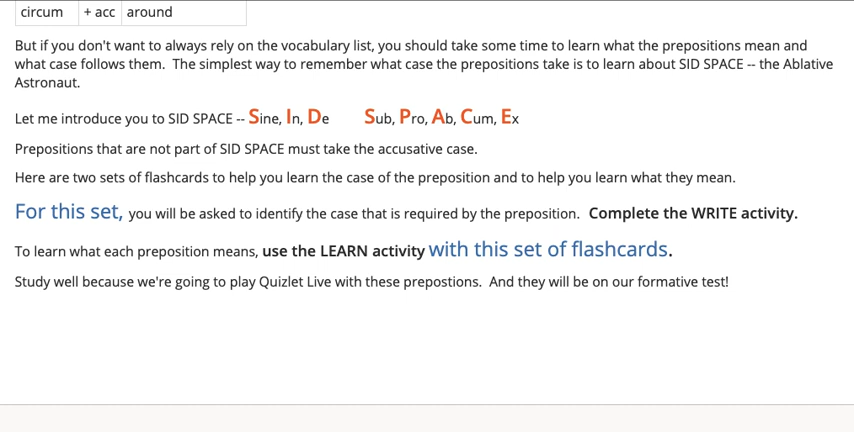 circum + acc around
But if you don't want to always rely on the vocabulary list, you should take some time to learn what the prepositions mean and
what case follows them. The simplest way to remember what case the prepositions take is to learn about SID SPACE -- the Ablative
Astronaut.
Let me introduce you to SID SPACE -- Sine, In, De Sub, Pro, Ab, Cum, Ex
Prepositions that are not part of SID SPACE must take the accusative case.
Here are two sets of flashcards to help you learn the case of the preposition and to help you learn what they mean.
For this set, you will be asked to identify the case that is required by the preposition. Complete the WRITE activity.
To learn what each preposition means, use the LEARN activity with this set of flashcards.
Study well because we're going to play Quizlet Live with these prepostions. And they will be on our formative test!